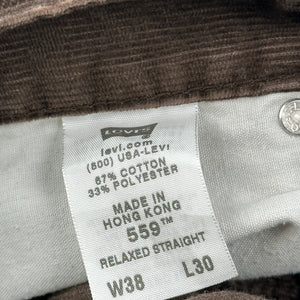 Levi's
levi.com
(800) USA-LEVI
67% COTTON
33% POLYESTER
MADE IN
HONG KONG
559™
RELAXED STRAIGHT
W38 L30